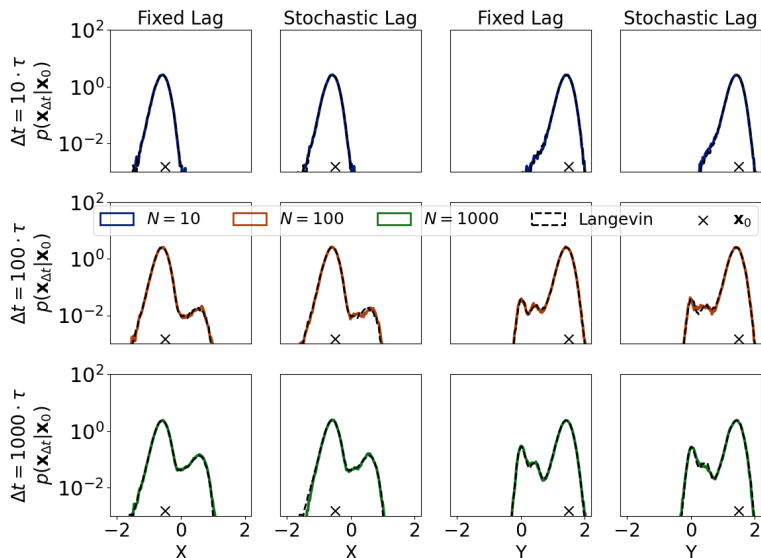 Fixed Lag Stochastic Lag Fixed Lag Stochastic Lag
Δt = 10 · τ
p(x_Δt|x_0)
10^2
10^0
10^−2
N = 10 N = 100 N = 1000 Langevin × x_0
Δt = 100 · τ
p(x_Δt|x_0)
10^2
10^0
10^−2
Δt = 1000 · τ
p(x_Δt|x_0)
10^2
10^0
10^−2
−2 0 2 −2 0 2 −2 0 2 −2 0 2
X X Y Y